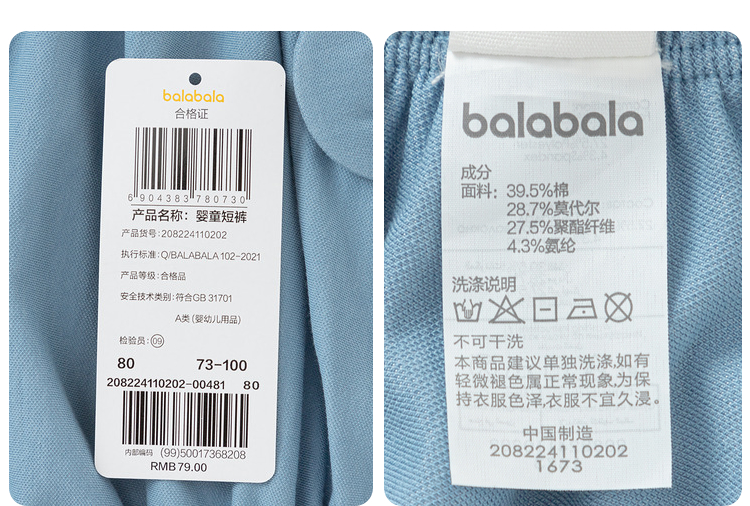 balabala
合格证
6 904383 780730
产品名称：婴童短裤
产品货号：208224110202
执行标准：Q/BALABALA 102-2021
产品等级：合格品
安全技术类别：符合GB 31701
A类（婴幼儿用品）
检验员：09
80 73-100
208224110202-00481 80
内部编码 (99)50017368208
RMB79.00
balabala
成分
面料：39.5%棉
28.7%莫代尔
27.5%聚酯纤维
4.3%氨纶
洗涤说明
不可干洗
本商品建议单独洗涤,如有
轻微褪色属正常现象,为保
持衣服色泽,衣服不宜久浸。
中国制造
208224110202
1673